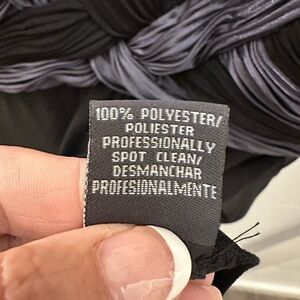 100% POLYESTER/
POLIESTER
PROFESSIONALLY
SPOT CLEAN/
DESMANCHAR
PROFESIONALMENTE